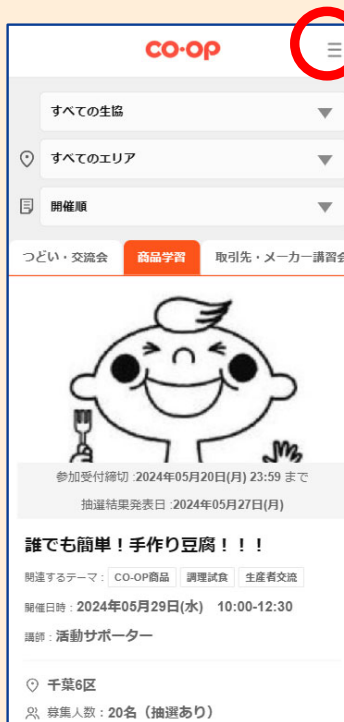 CO·OP
すべての生協
すべてのエリア
開催順
つどい・交流会 商品学習 取引先・メーカー講習会
参加受付締切 :2024年05月20日(月) 23:59 まで
抽選結果発表日 :2024年05月27日(月)
誰でも簡単！手作り豆腐！！！
関連するテーマ： CO-OP商品 調理試食 生産者交流
開催日時：2024年05月29日(水) 10:00-12:30
講師：活動サポーター
千葉6区
募集人数：20名（抽選あり）